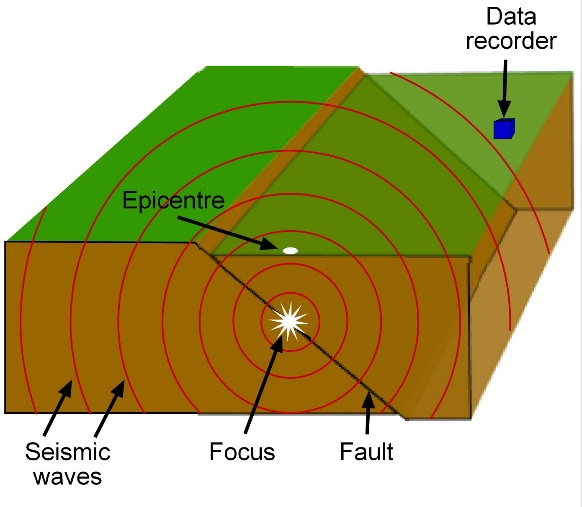 Data
recorder
Epicentre
Seismic
waves
Focus
Fault